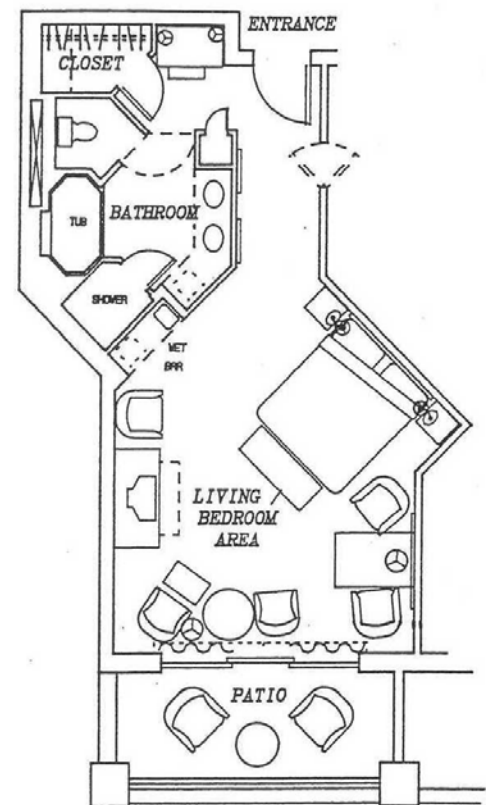 ENTRANCE
CLOSET
BATHROOM
TUB
SHOWER
WET
BAR
LIVING
BEDROOM
AREA
PATIO